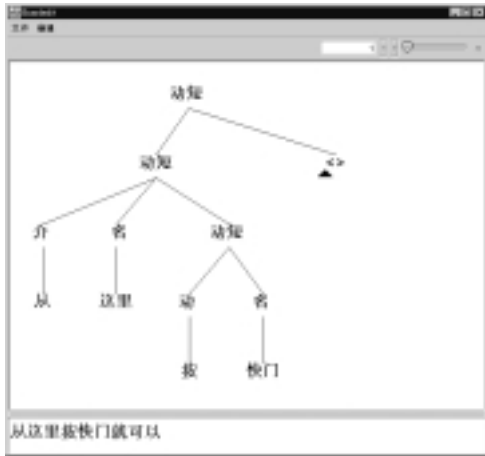 文件 编辑
动短
动短 <>
介 名 动短
从 这里 动 名
按 快门
从这里按快门就可以